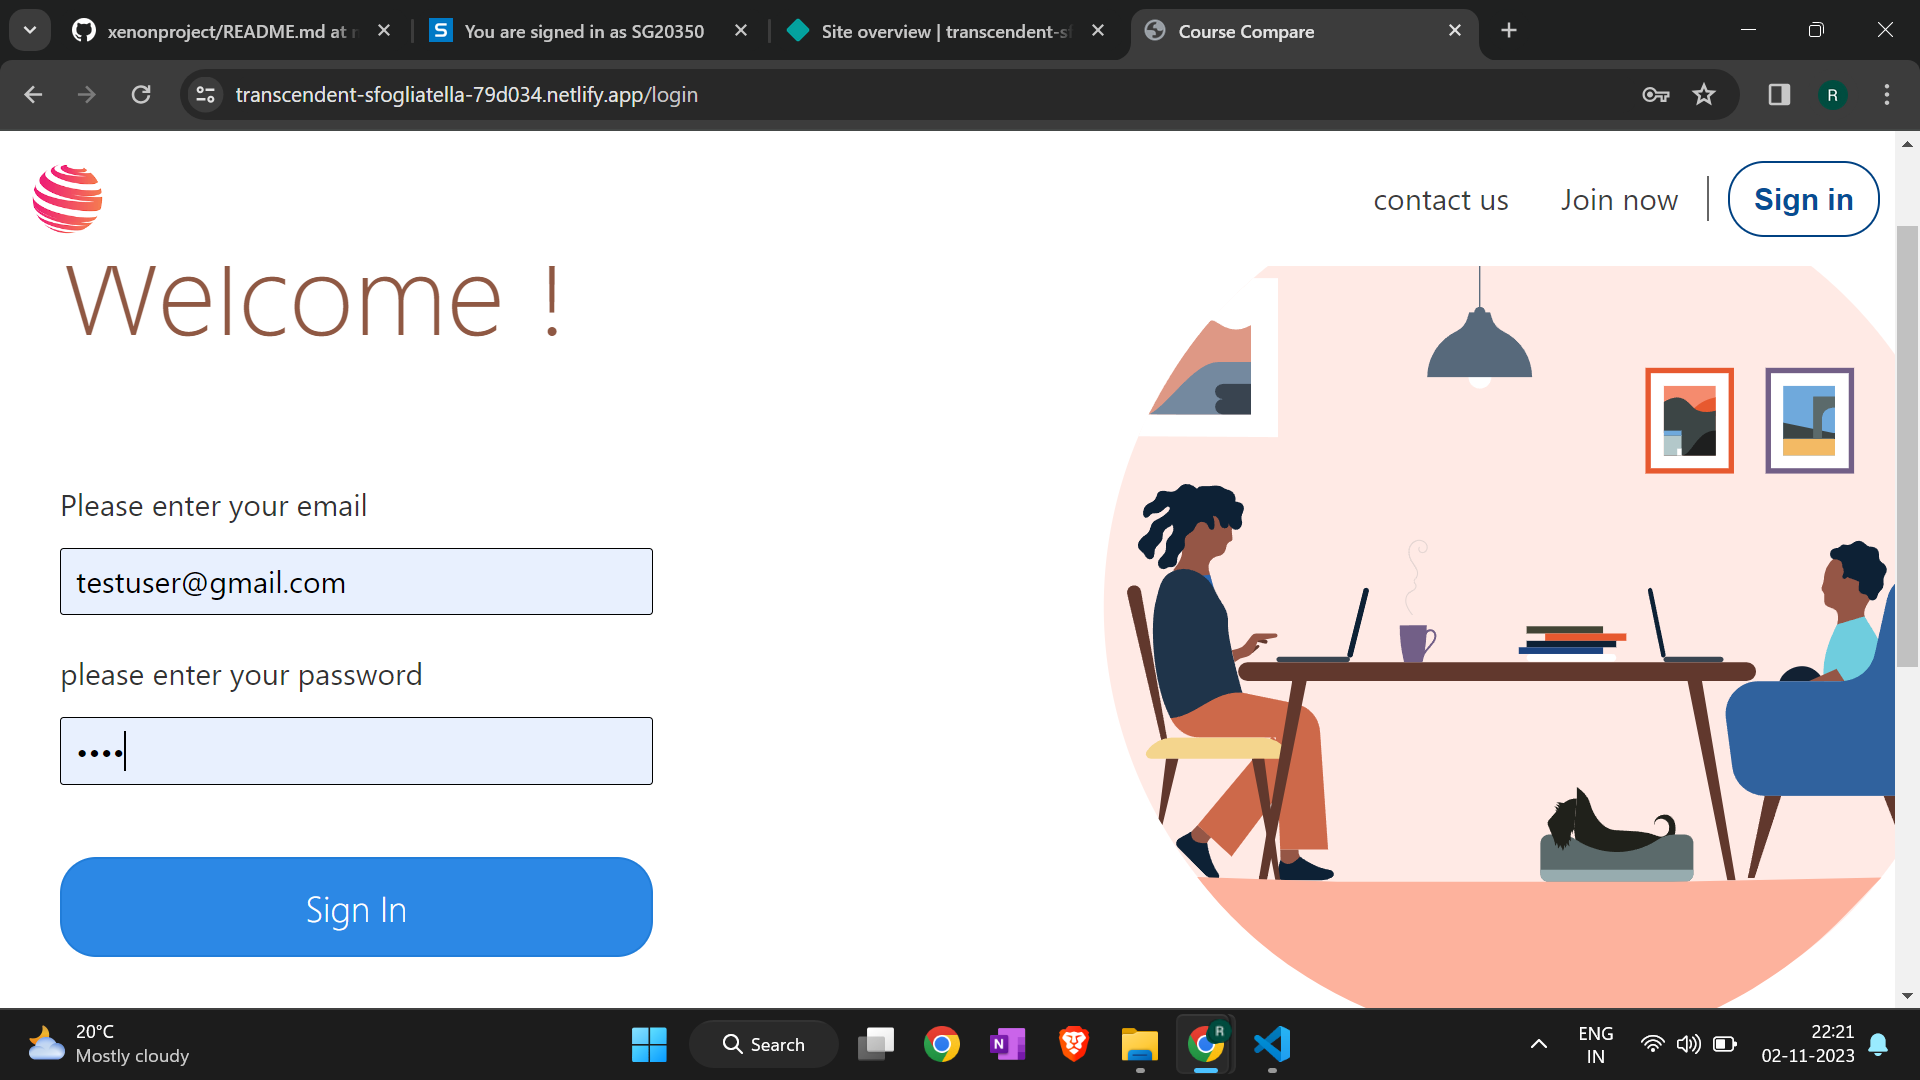 xenonproject/README.md at
You are signed in as SG20350
Site overview | transcendent-sf
Course Compare
transcendent-sfogliatella-79d034.netlify.app/login
R
contact us
Join now
Sign in
Welcome !
Please enter your email
testuser@gmail.com
please enter your password
••••
Sign In
20°C
Mostly cloudy
Search
ENG
IN
22:21
02-11-2023